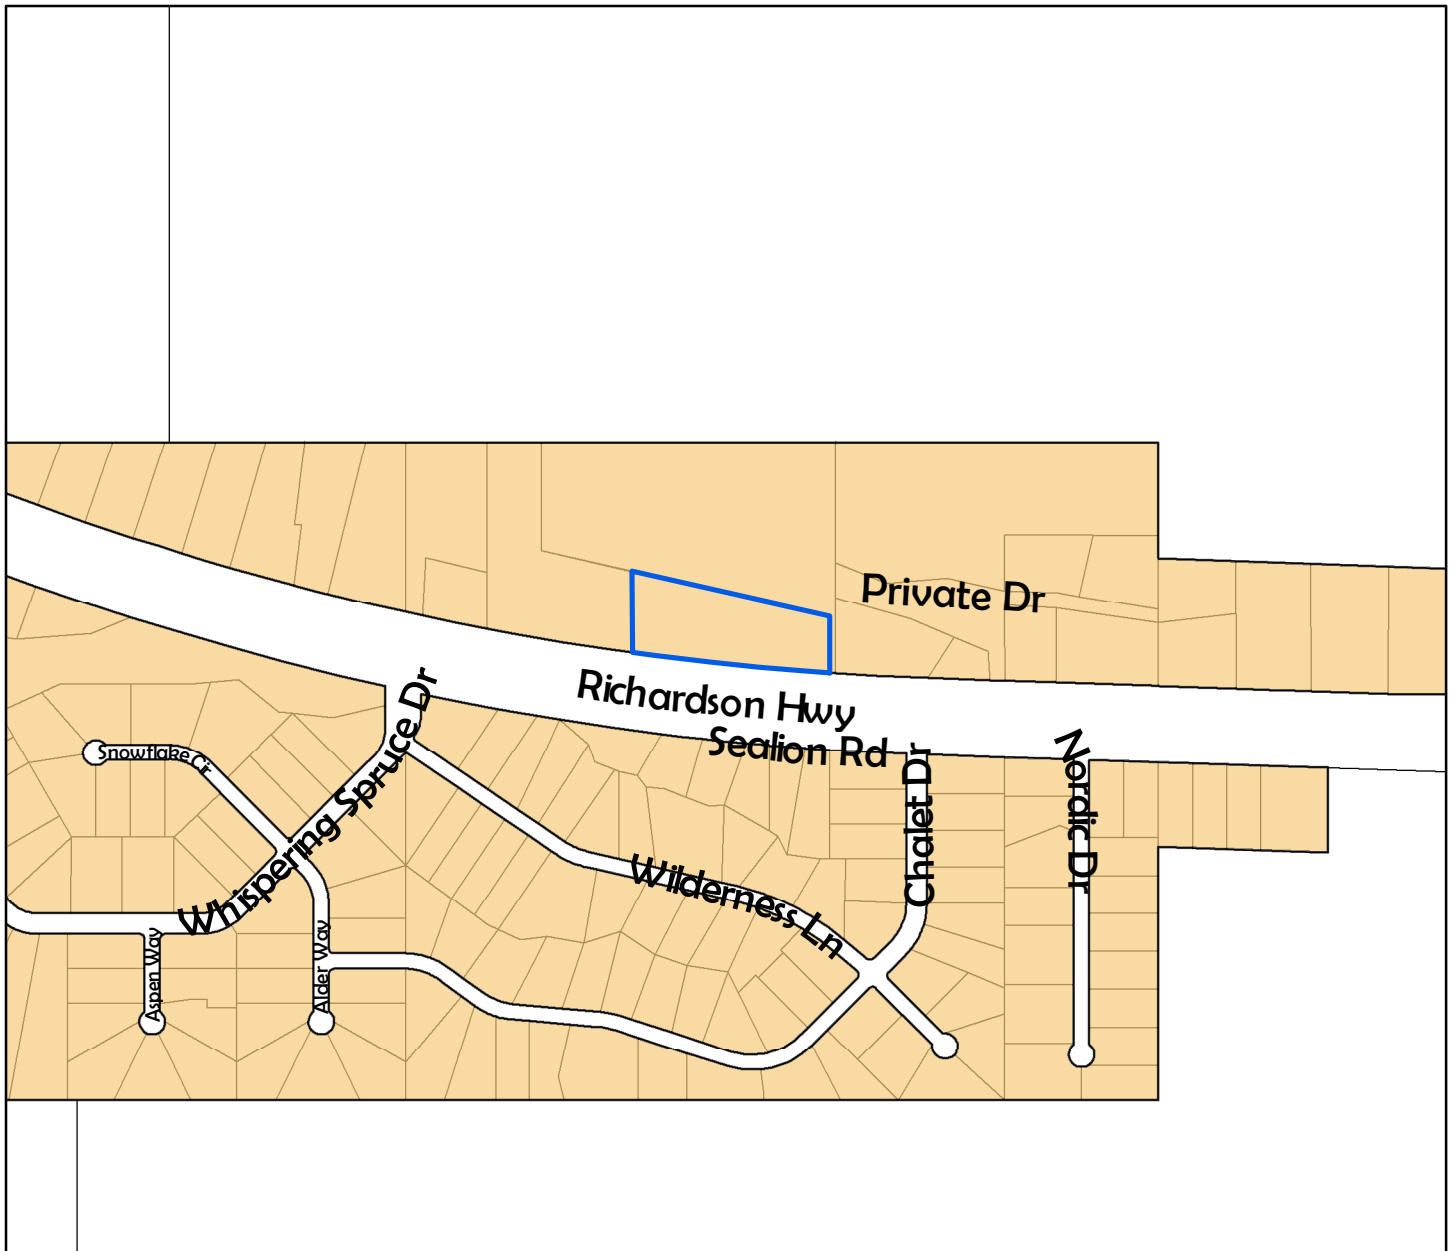 Private Dr
Richardson Hwy
Sealion Rd
Whispering Spruce Dr
Snowflake Cir
Chalet Dr
Nordic Dr
Wilderness Ln
Aspen Way
Alder Way